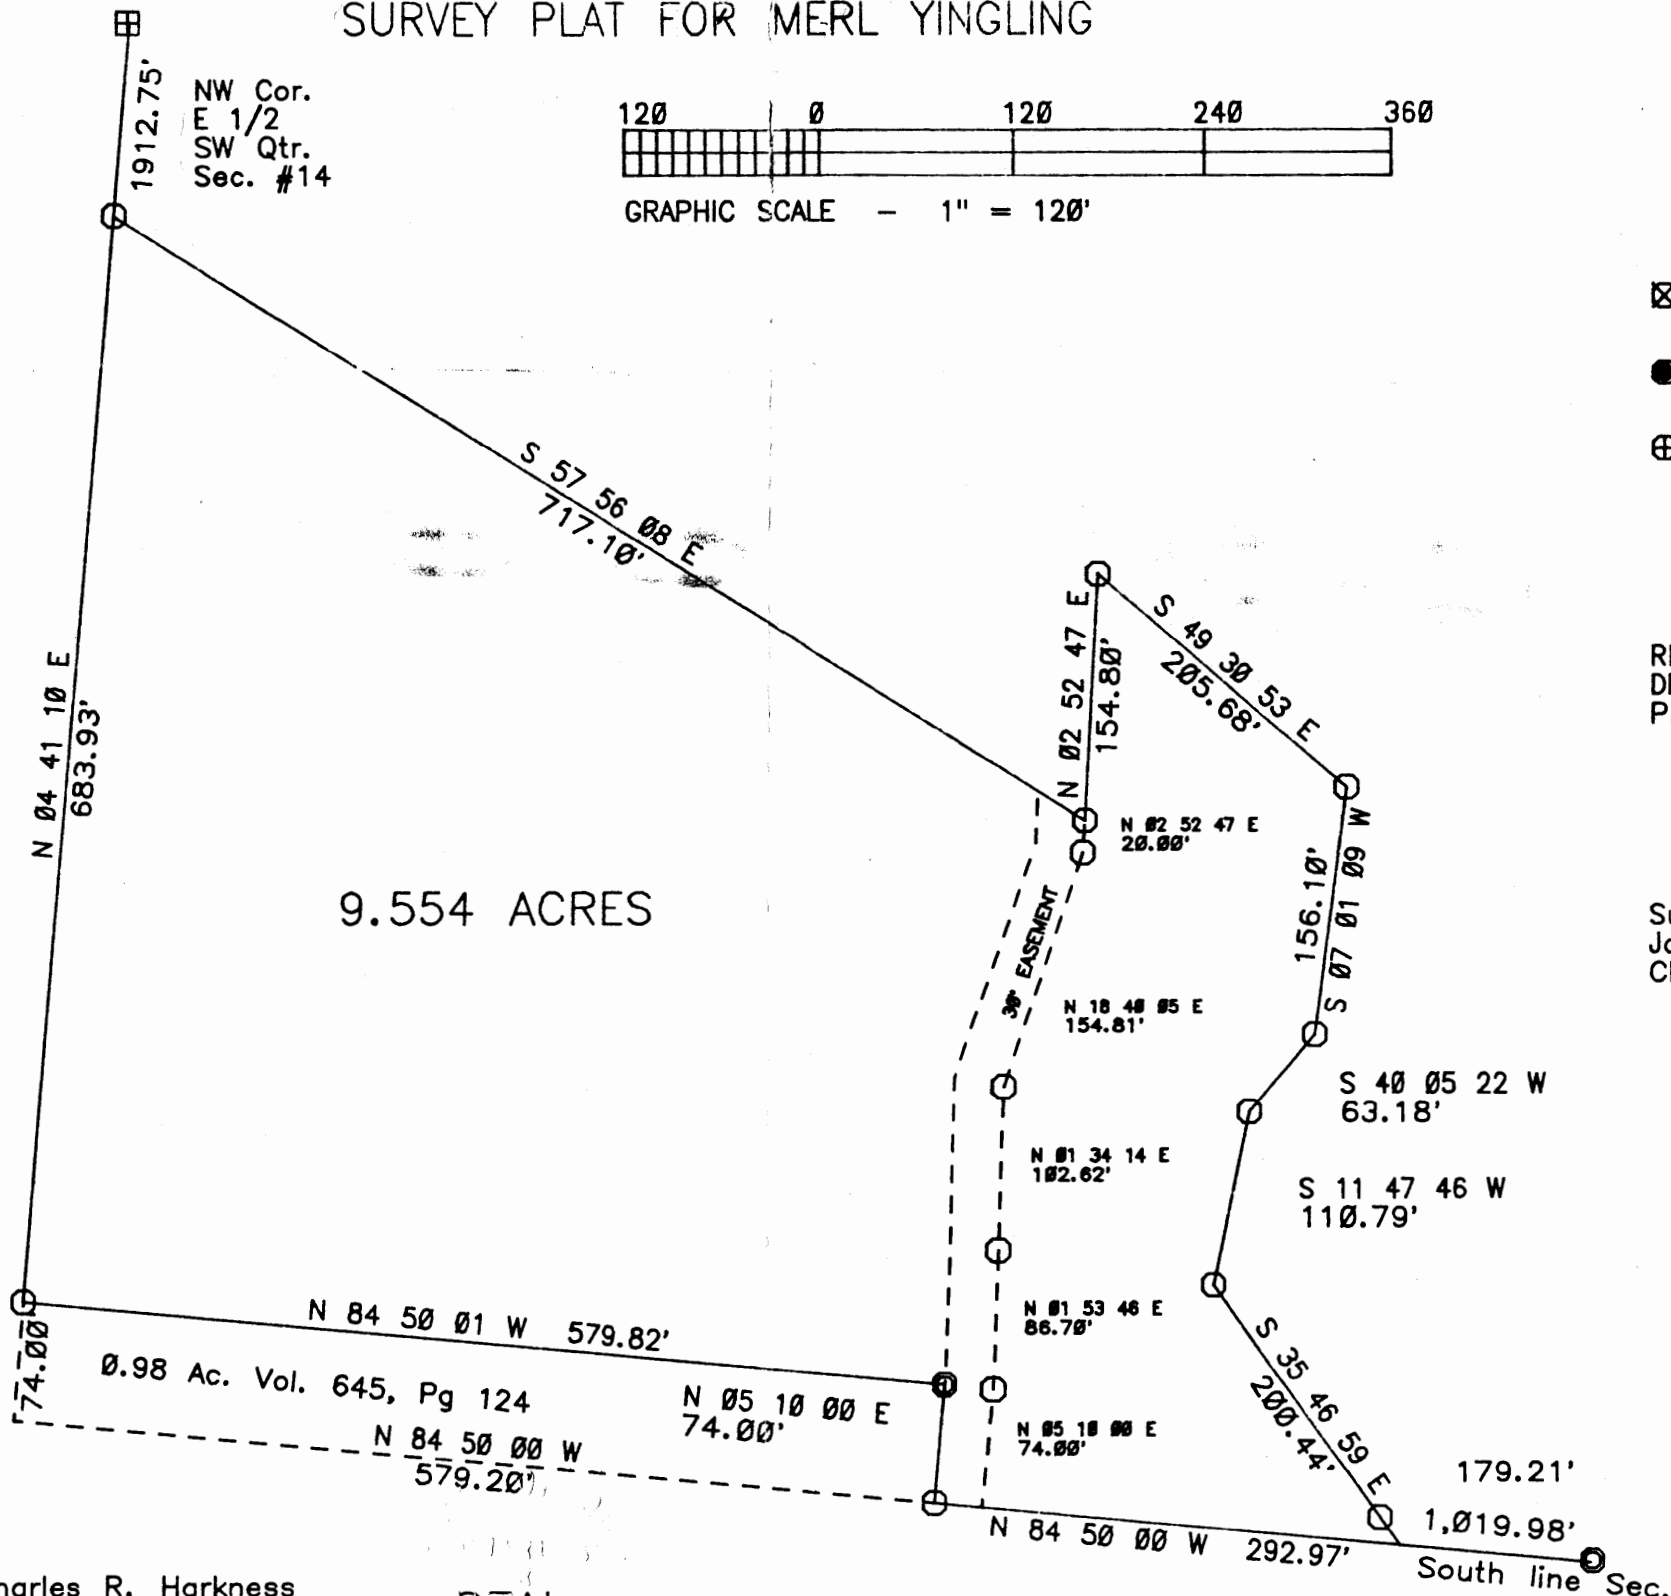 SURVEY PLAT FOR MERL YINGLING
1912.75'
NW Cor.
E 1/2
SW Qtr.
Sec. #14
120 0 120 240 360
GRAPHIC SCALE - 1" = 120'
S 57 56 08 E
717.10'
N 04 41 10 E
683.93'
N 02 52 47 E
154.80'
S 49 30 53 E
205.68'
N 02 52 47 E
20.00'
156.10'
S 07 01 09 W
9.554 ACRES
30' EASEMENT
N 18 40 05 E
154.81'
S 40 05 22 W
63.18'
N 01 34 14 E
102.62'
S 11 47 46 W
110.79'
N 84 50 01 W 579.82'
N 01 53 46 E
86.70'
74.00'
0.98 Ac. Vol. 645, Pg 124
N 05 10 00 E
74.00'
N 05 10 00 E
74.00'
S 35 46 59 E
200.44'
N 84 50 00 W
579.20'
179.21'
1,019.98'
N 84 50 00 W 292.97'
South line Sec.
harles R. Harkness